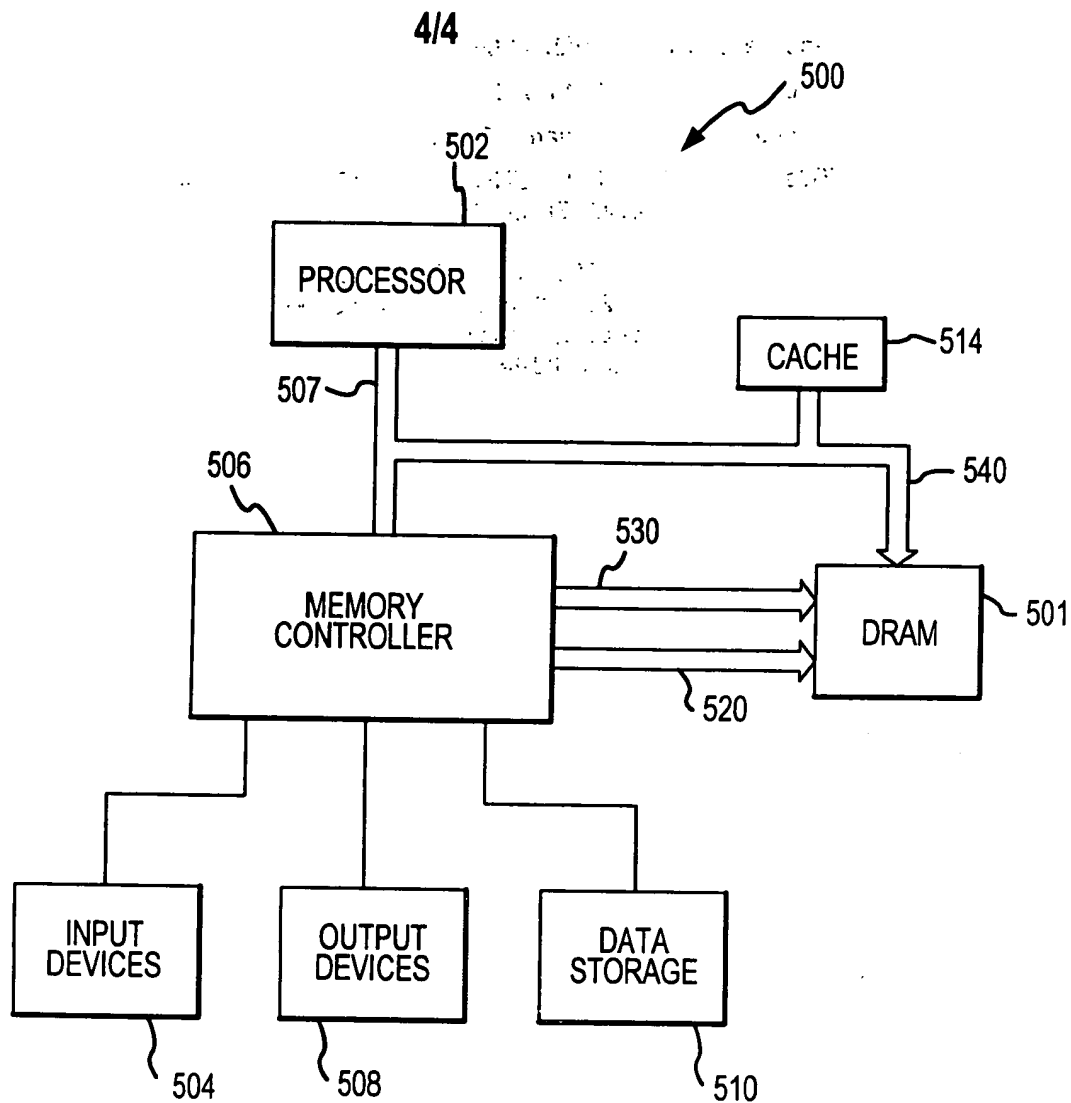 4/4
500
502
PROCESSOR
507
CACHE
514
506
540
530
MEMORY
CONTROLLER
DRAM
501
520
INPUT
DEVICES
OUTPUT
DEVICES
DATA
STORAGE
504
508
510